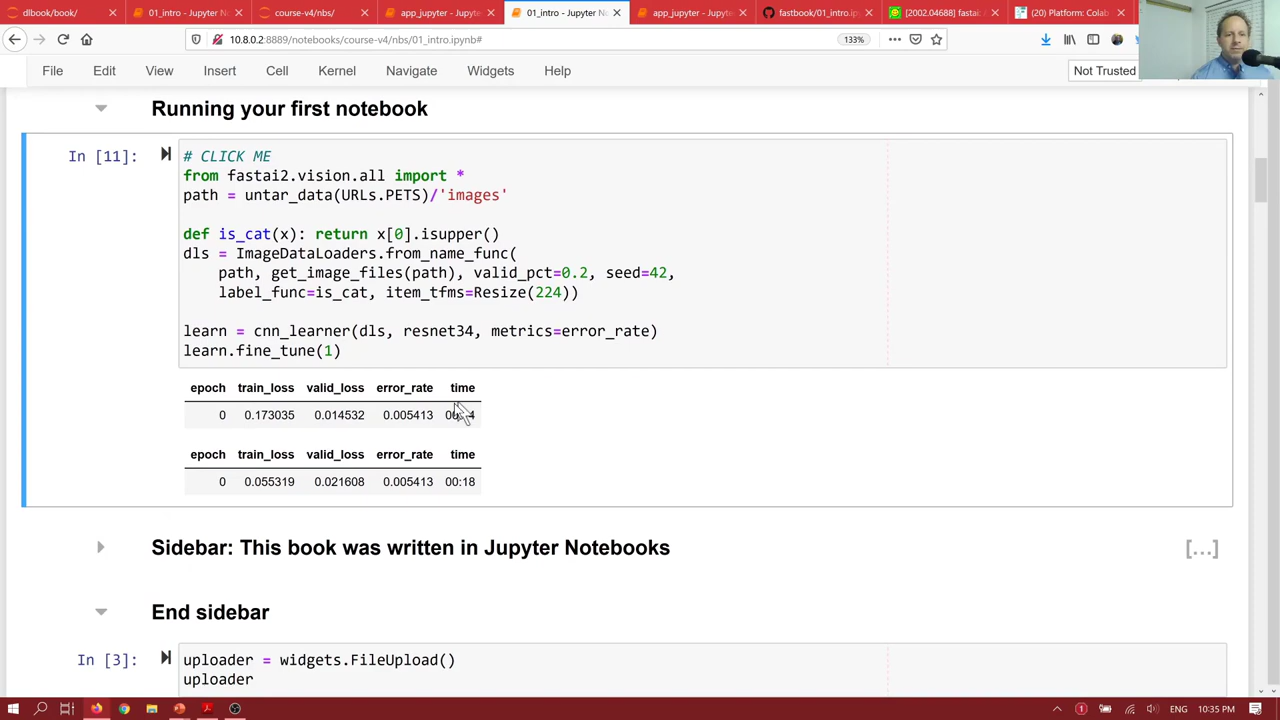 dlbook/book/
01_intro - Jupyter N
course-v4/nbs/
app_jupyter - Jupyte
01_intro - Jupyter N
app_jupyter - Jupyte
fastbook/01_intro.ip
[2002.04688] fastai:
(20) Platform: Colab
10.8.0.2:8889/notebooks/course-v4/nbs/01_intro.ipynb#
133%
File Edit View Insert Cell Kernel Navigate Widgets Help
Not Trusted
Running your first notebook
In [11]:
# CLICK ME
from fastai2.vision.all import *
path = untar_data(URLs.PETS)/'images'
def is_cat(x): return x[0].isupper()
dls = ImageDataLoaders.from_name_func(
path, get_image_files(path), valid_pct=0.2, seed=42,
label_func=is_cat, item_tfms=Resize(224))
learn = cnn_learner(dls, resnet34, metrics=error_rate)
learn.fine_tune(1)
epoch train_loss valid_loss error_rate time
0 0.173035 0.014532 0.005413
epoch train_loss valid_loss error_rate time
0 0.055319 0.021608 0.005413 00:18
Sidebar: This book was written in Jupyter Notebooks
[...]
End sidebar
In [3]:
uploader = widgets.FileUpload()
uploader
1
ENG
10:35 PM